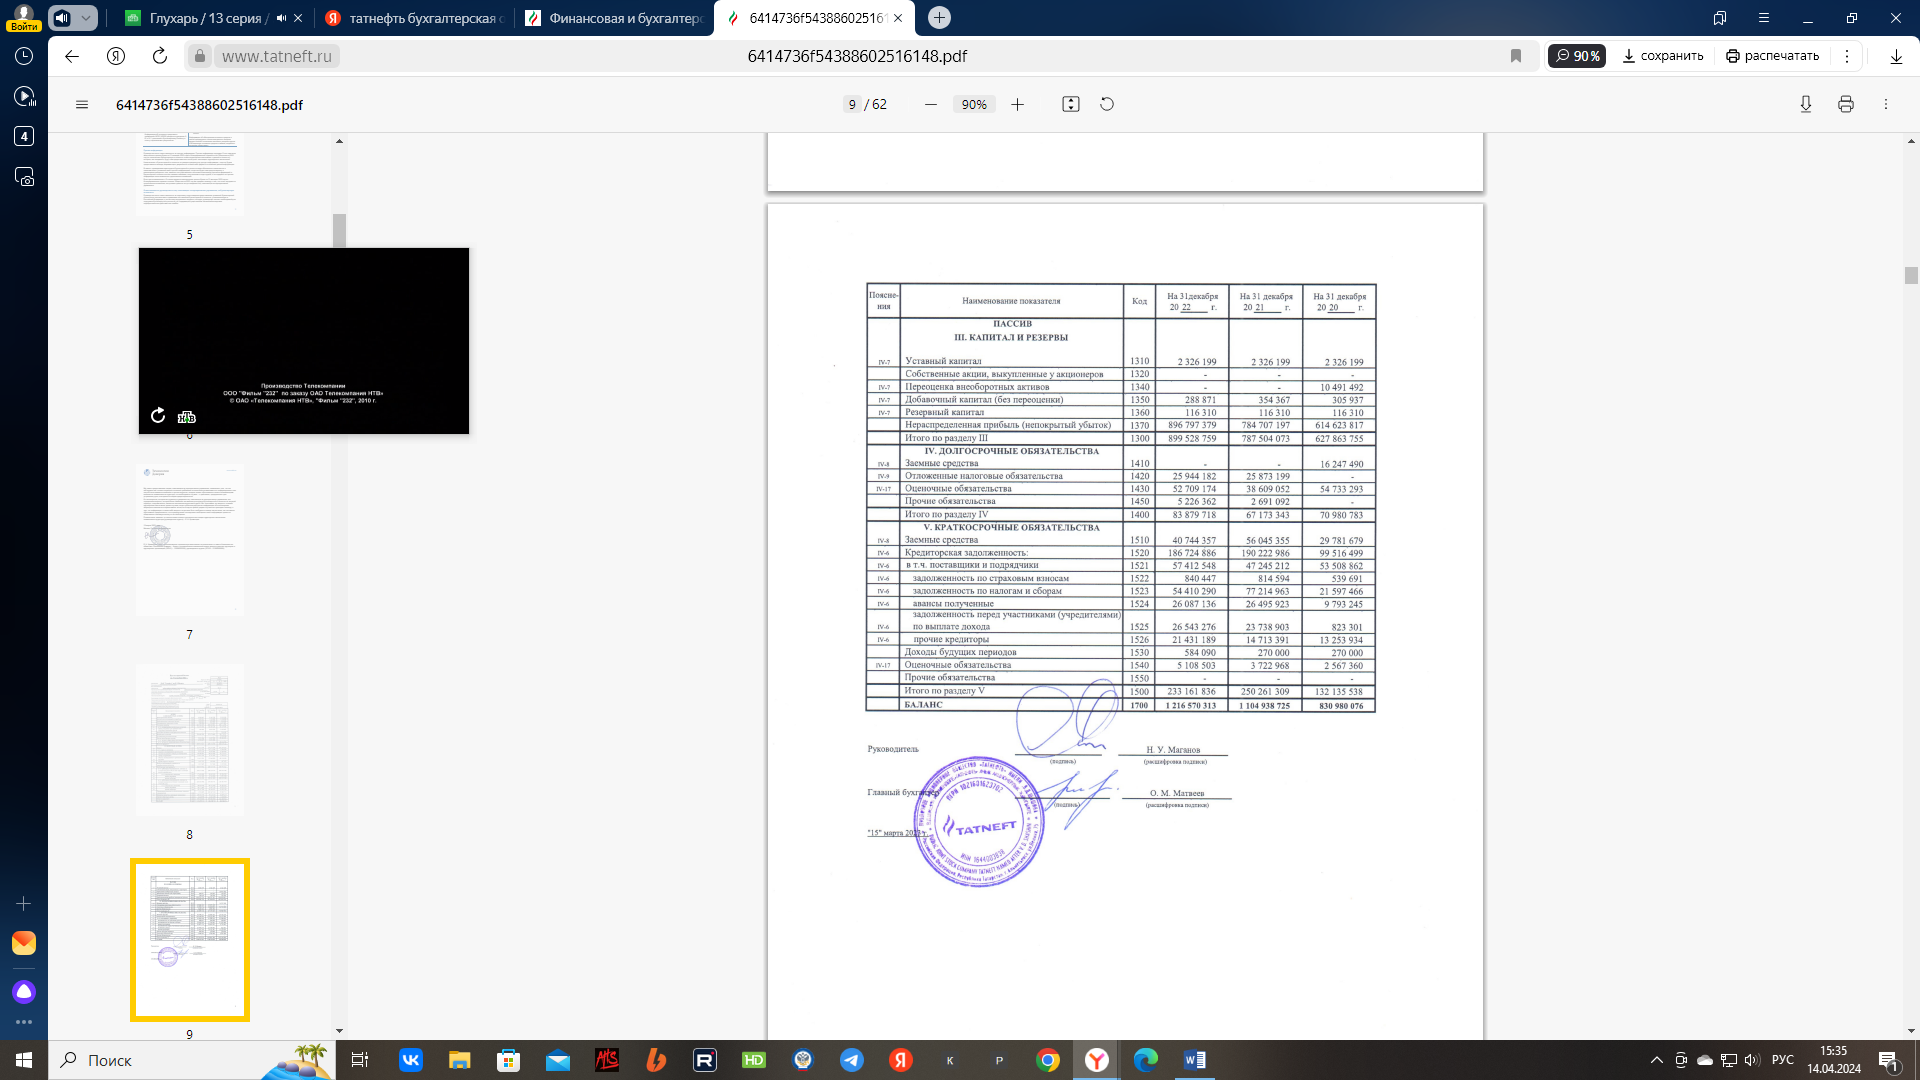 Войти
Глухарь / 13 серия /
татнефть бухгалтерская о
Финансовая и бухгалтерс
6414736f54388602516
www.tatneft.ru
6414736f54388602516148.pdf
90%
сохранить
распечатать
4
6414736f54388602516148.pdf
9 / 62
90%
5
Производство Телекомпании
ООО "Фильм "232" по заказу ОАО Телекомпания НТВ»
© ОАО «Телекомпания НТВ», "Фильм "232", 2010 г.
НТВ
6
7
8
9
Поясне-ния Наименование показателя Код На 31декабря 20 22 г. На 31 декабря 20 21 г. На 31 декабря 20 20 г.
ПАССИВ
III. КАПИТАЛ И РЕЗЕРВЫ
IV-7 Уставный капитал 1310 2 326 199 2 326 199 2 326 199
Собственные акции, выкупленные у акционеров 1320 - - -
IV-7 Переоценка внеоборотных активов 1340 - - 10 491 492
IV-7 Добавочный капитал (без переоценки) 1350 288 871 354 367 305 937
IV-7 Резервный капитал 1360 116 310 116 310 116 310
Нераспределенная прибыль (непокрытый убыток) 1370 896 797 379 784 707 197 614 623 817
Итого по разделу III 1300 899 528 759 787 504 073 627 863 755
IV. ДОЛГОСРОЧНЫЕ ОБЯЗАТЕЛЬСТВА
IV-8 Заемные средства 1410 - - 16 247 490
IV-9 Отложенные налоговые обязательства 1420 25 944 182 25 873 199 -
IV-17 Оценочные обязательства 1430 52 709 174 38 609 052 54 733 293
Прочие обязательства 1450 5 226 362 2 691 092 -
Итого по разделу IV 1400 83 879 718 67 173 343 70 980 783
V. КРАТКОСРОЧНЫЕ ОБЯЗАТЕЛЬСТВА
IV-8 Заемные средства 1510 40 744 357 56 045 355 29 781 679
IV-6 Кредиторская задолженность: 1520 186 724 886 190 222 986 99 516 499
IV-6 в т.ч. поставщики и подрядчики 1521 57 412 548 47 245 212 53 508 862
IV-6 задолженность по страховым взносам 1522 840 447 814 594 539 691
IV-6 задолженность по налогам и сборам 1523 54 410 290 77 214 963 21 597 466
IV-6 авансы полученные 1524 26 087 136 26 495 923 9 793 245
задолженность перед участниками (учредителями)
IV-6 по выплате дохода 1525 26 543 276 23 738 903 823 301
IV-6 прочие кредиторы 1526 21 431 189 14 713 391 13 253 934
Доходы будущих периодов 1530 584 090 270 000 270 000
IV-17 Оценочные обязательства 1540 5 108 503 3 722 968 2 567 360
Прочие обязательства 1550 - - -
Итого по разделу V 1500 233 161 836 250 261 309 132 135 538
БАЛАНС 1700 1 216 570 313 1 104 938 725 830 980 076
Руководитель Н. У. Маганов
(подпись) (расшифровка подписи)
Главный бухгалтер О. М. Матвеев
(подпись) (расшифровка подписи)
"15" марта 2023 г.
TATNEFT
ИНН 1644003838
Поиск
РУС
15:35
14.04.2024
1